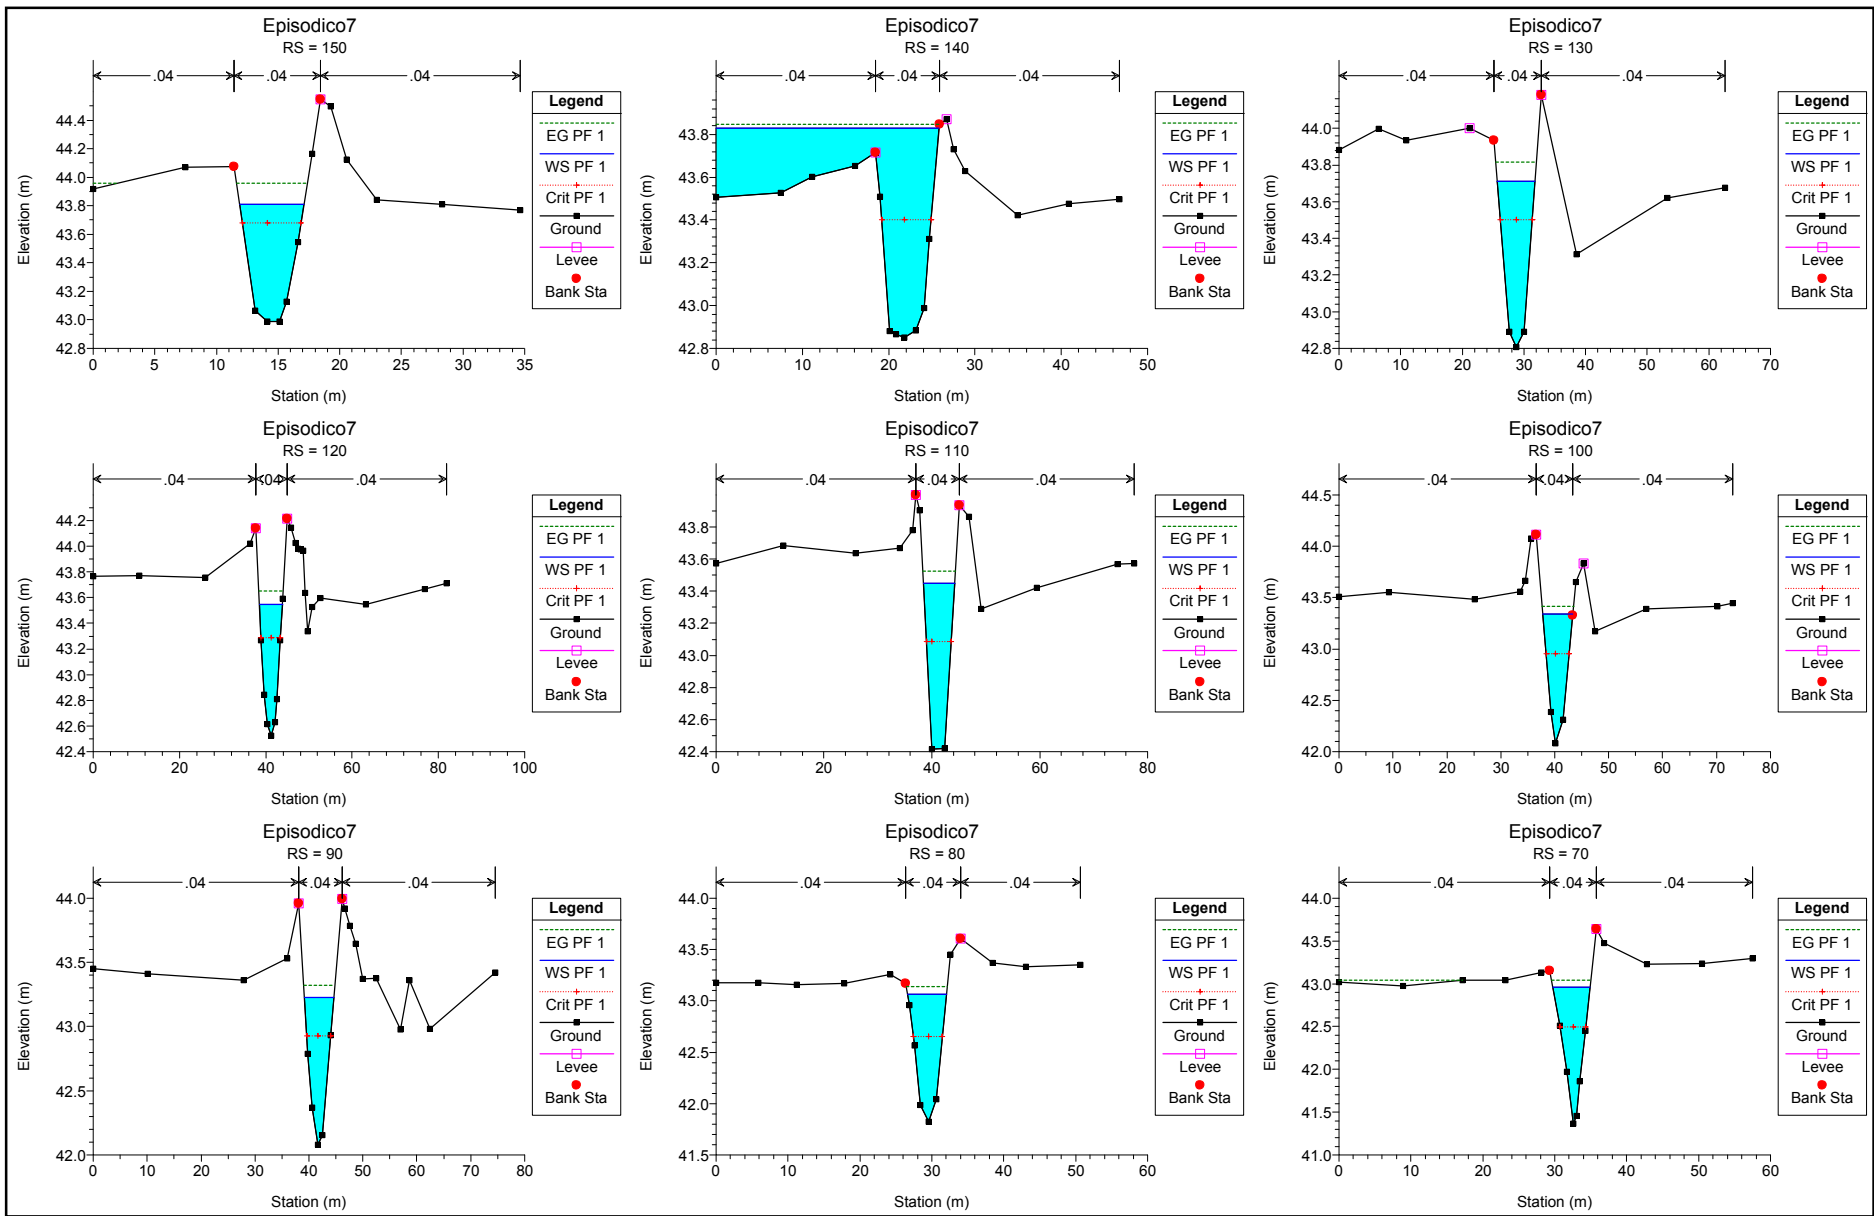 Episodico7
RS = 150
.04 .04 .04
Elevation (m)
44.4
44.2
44.0
43.8
43.6
43.4
43.2
43.0
42.8
0 5 10 15 20 25 30 35
Station (m)
Legend
EG PF 1
WS PF 1
Crit PF 1
Ground
Levee
Bank Sta
Episodico7
RS = 140
.04 .04 .04
Elevation (m)
43.8
43.6
43.4
43.2
43.0
42.8
0 10 20 30 40 50
Station (m)
Legend
EG PF 1
WS PF 1
Crit PF 1
Ground
Levee
Bank Sta
Episodico7
RS = 130
.04 .04 .04
Elevation (m)
44.0
43.8
43.6
43.4
43.2
43.0
42.8
0 10 20 30 40 50 60 70
Station (m)
Legend
EG PF 1
WS PF 1
Crit PF 1
Ground
Levee
Bank Sta
Episodico7
RS = 120
.04 .04 .04
Elevation (m)
44.2
44.0
43.8
43.6
43.4
43.2
43.0
42.8
42.6
42.4
0 20 40 60 80 100
Station (m)
Legend
EG PF 1
WS PF 1
Crit PF 1
Ground
Levee
Bank Sta
Episodico7
RS = 110
.04 .04 .04
Elevation (m)
43.8
43.6
43.4
43.2
43.0
42.8
42.6
42.4
0 10 20 30 40 50 60 70 80
Station (m)
Legend
EG PF 1
WS PF 1
Crit PF 1
Ground
Levee
Bank Sta
Episodico7
RS = 100
.04 .04 .04
Elevation (m)
44.5
44.0
43.5
43.0
42.5
42.0
0 10 20 30 40 50 60 70 80
Station (m)
Legend
EG PF 1
WS PF 1
Crit PF 1
Ground
Levee
Bank Sta
Episodico7
RS = 90
.04 .04 .04
Elevation (m)
44.0
43.5
43.0
42.5
42.0
0 10 20 30 40 50 60 70 80
Station (m)
Legend
EG PF 1
WS PF 1
Crit PF 1
Ground
Levee
Bank Sta
Episodico7
RS = 80
.04 .04 .04
Elevation (m)
44.0
43.5
43.0
42.5
42.0
41.5
0 10 20 30 40 50 60
Station (m)
Legend
EG PF 1
WS PF 1
Crit PF 1
Ground
Levee
Bank Sta
Episodico7
RS = 70
.04 .04 .04
Elevation (m)
44.0
43.5
43.0
42.5
42.0
41.5
41.0
0 10 20 30 40 50 60
Station (m)
Legend
EG PF 1
WS PF 1
Crit PF 1
Ground
Levee
Bank Sta